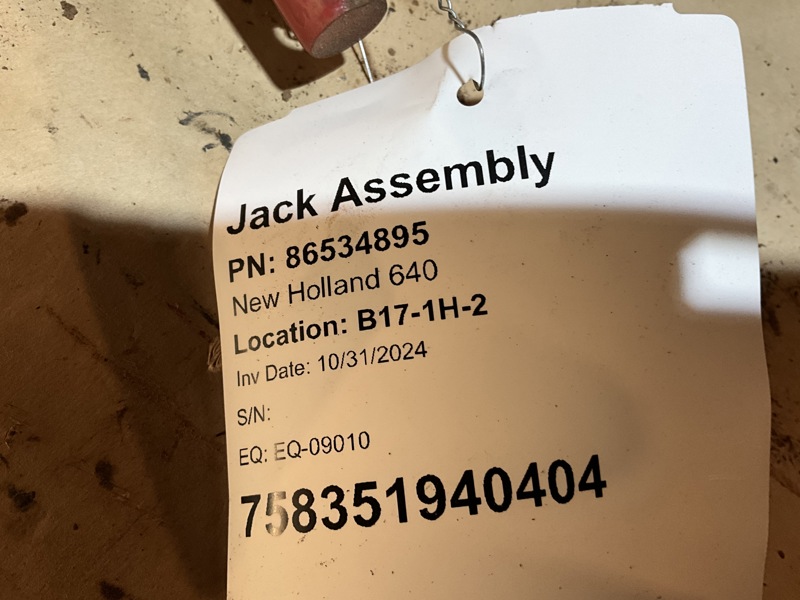 Jack Assembly
PN: 86534895
New Holland 640
Location: B17-1H-2
Inv Date: 10/31/2024
S/N:
EQ: EQ-09010
758351940404